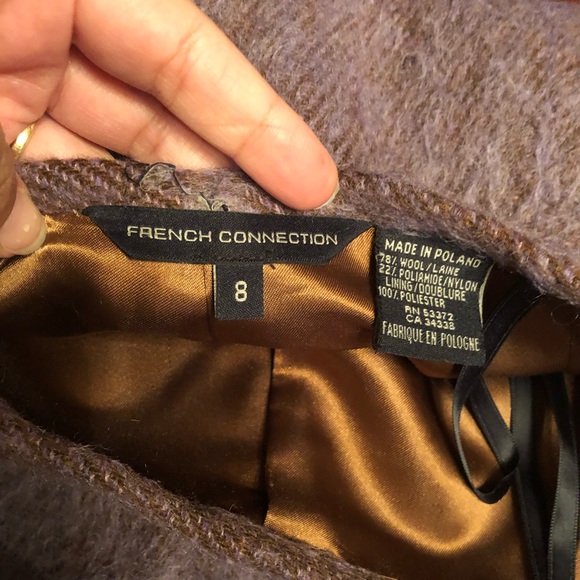 FRENCH CONNECTION
8
MADE IN POLAND
78% WOOL/LAINE
22% POLIAMIDE/NYLON
LINING/DOUBLURE
100% POLIESTER
RN 53372
CA 34338
FABRIQUE EN POLOGNE